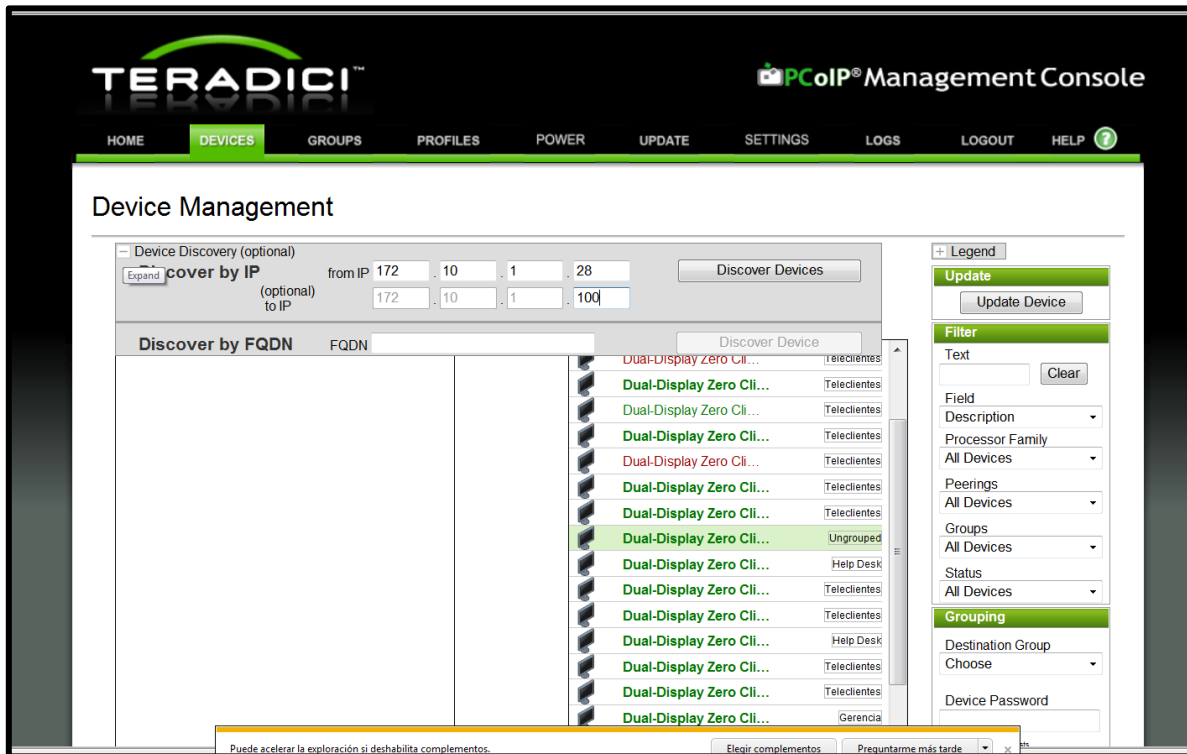 TERADICI™
PCoIP® Management Console
HOME DEVICES GROUPS PROFILES POWER UPDATE SETTINGS LOGS LOGOUT HELP ?
Device Management
Device Discovery (optional)
Discover by IP from IP 172 . 10 . 1 . 28 Discover Devices
Expand
(optional)
to IP 172 . 10 . 1 . 100
Discover by FQDN FQDN Discover Device
Dual-Display Zero Cli... Teleclientes
Dual-Display Zero Cli... Teleclientes
Dual-Display Zero Cli... Teleclientes
Dual-Display Zero Cli... Teleclientes
Dual-Display Zero Cli... Teleclientes
Dual-Display Zero Cli... Teleclientes
Dual-Display Zero Cli... Teleclientes
Dual-Display Zero Cli... Ungrouped
Dual-Display Zero Cli... Help Desk
Dual-Display Zero Cli... Teleclientes
Dual-Display Zero Cli... Teleclientes
Dual-Display Zero Cli... Help Desk
Dual-Display Zero Cli... Teleclientes
Dual-Display Zero Cli... Teleclientes
Dual-Display Zero Cli... Gerencia
Legend
Update
Update Device
Filter
Text
Clear
Field
Description
Processor Family
All Devices
Peerings
All Devices
Groups
All Devices
Status
All Devices
Grouping
Destination Group
Choose
Device Password
Puede acelerar la exploración si deshabilita complementos. Elegir complementos Preguntarme más tarde ×